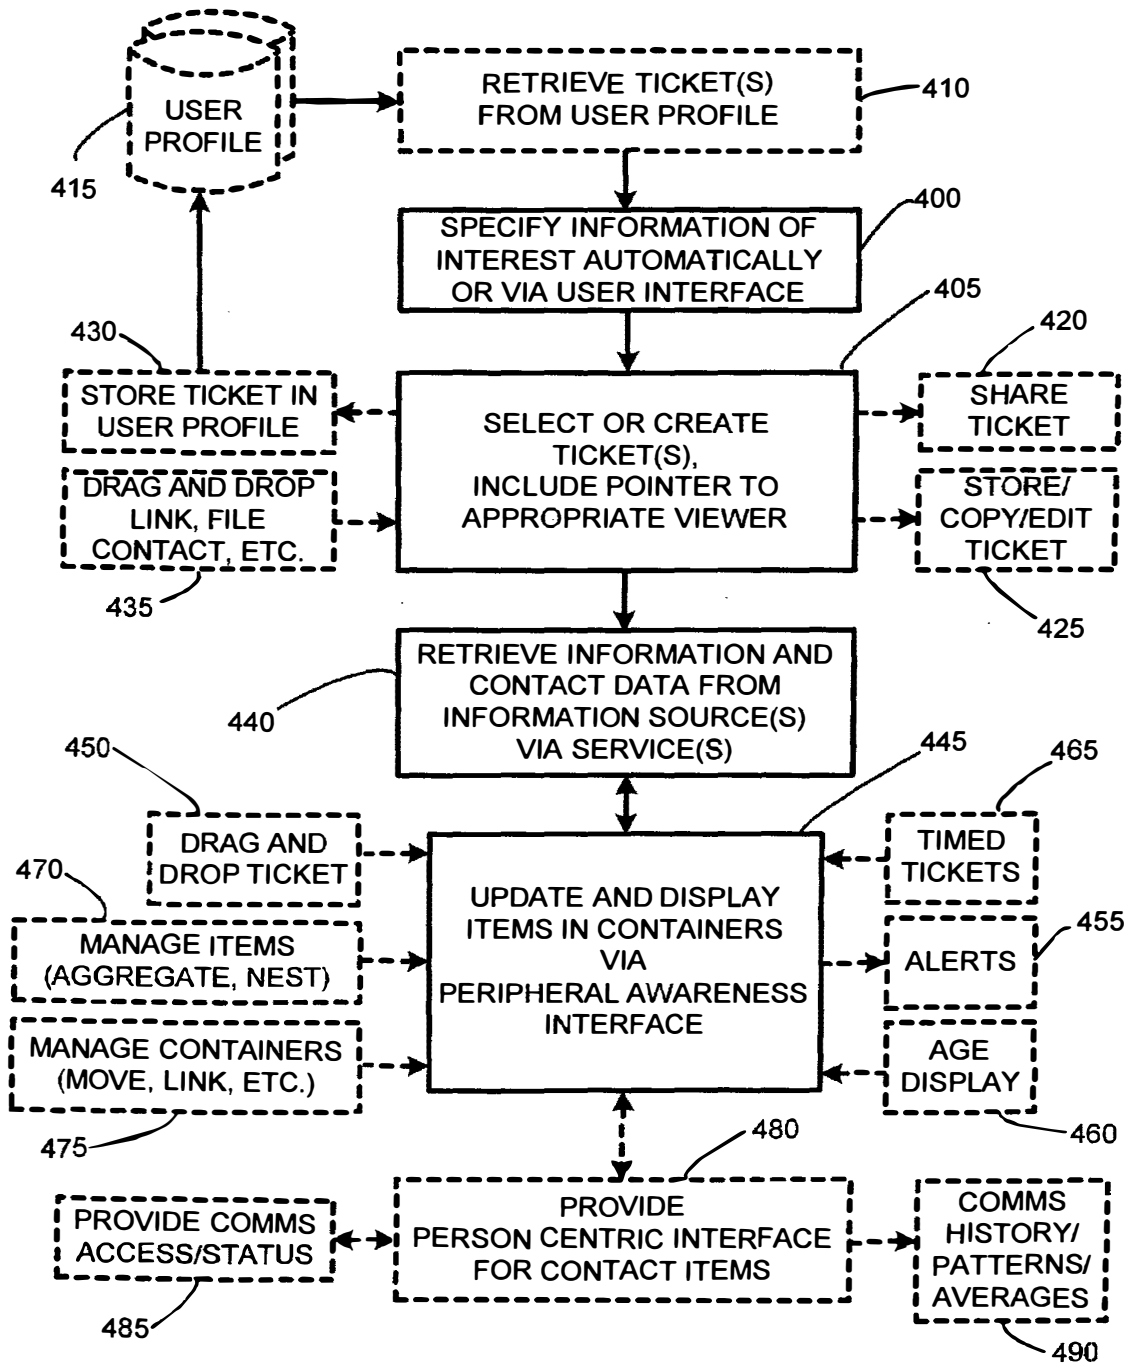 USER
PROFILE
415
RETRIEVE TICKET(S)
FROM USER PROFILE
410
400
SPECIFY INFORMATION OF
INTEREST AUTOMATICALLY
OR VIA USER INTERFACE
405
430
STORE TICKET IN
USER PROFILE
420
SHARE
TICKET
SELECT OR CREATE
TICKET(S),
INCLUDE POINTER TO
APPROPRIATE VIEWER
DRAG AND DROP
LINK, FILE
CONTACT, ETC.
435
STORE/
COPY/EDIT
TICKET
425
RETRIEVE INFORMATION AND
CONTACT DATA FROM
INFORMATION SOURCE(S)
VIA SERVICE(S)
440
450
445
465
DRAG AND
DROP TICKET
TIMED
TICKETS
470
MANAGE ITEMS
(AGGREGATE, NEST)
UPDATE AND DISPLAY
ITEMS IN CONTAINERS
VIA
PERIPHERAL AWARENESS
INTERFACE
455
ALERTS
MANAGE CONTAINERS
(MOVE, LINK, ETC.)
475
AGE
DISPLAY
460
480
PROVIDE COMMS
ACCESS/STATUS
485
PROVIDE
PERSON CENTRIC INTERFACE
FOR CONTACT ITEMS
COMMS
HISTORY/
PATTERNS/
AVERAGES
490